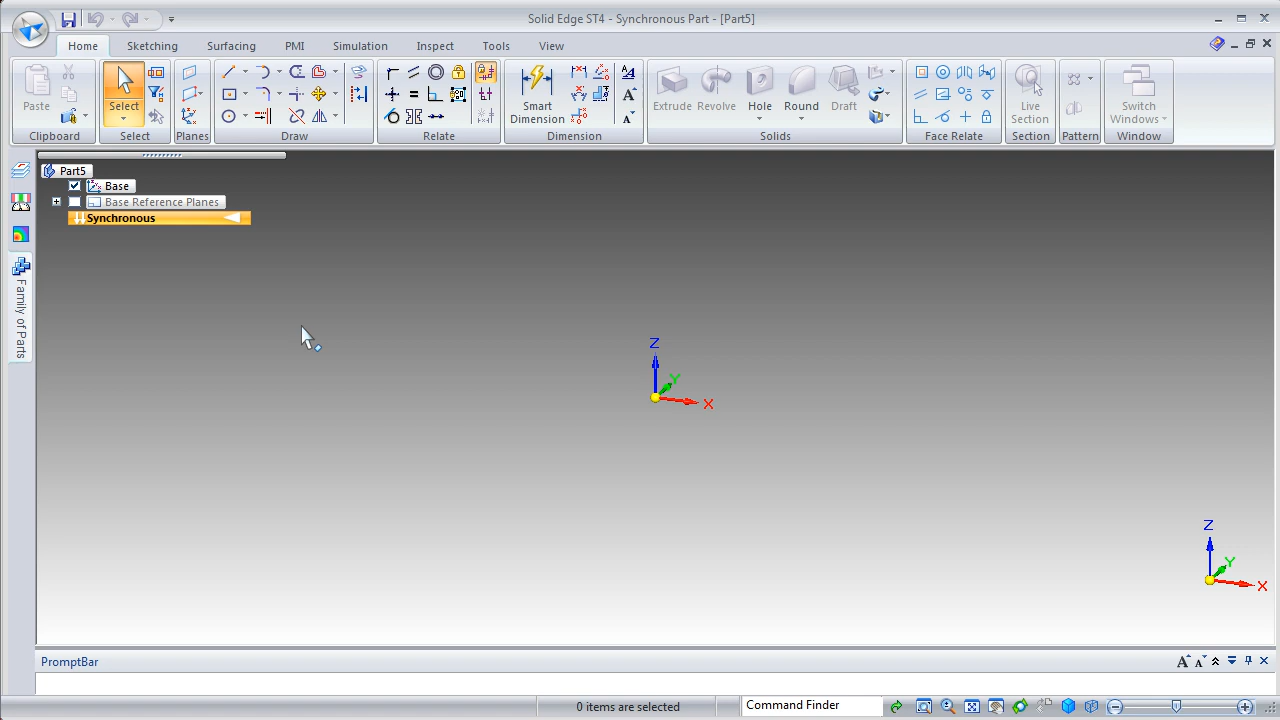 Solid Edge ST4 - Synchronous Part - [Part5]
Home Sketching Surfacing PMI Simulation Inspect Tools View
Paste Select Smart Dimension Extrude Revolve Hole Round Draft Live Section Switch Windows
Clipboard Select Planes Draw Relate Dimension Solids Face Relate Section Pattern Window
Part5
Base
Base Reference Planes
Synchronous
Family of Parts
Z
Y
X
Z
Y
X
PromptBar
0 items are selected Command Finder